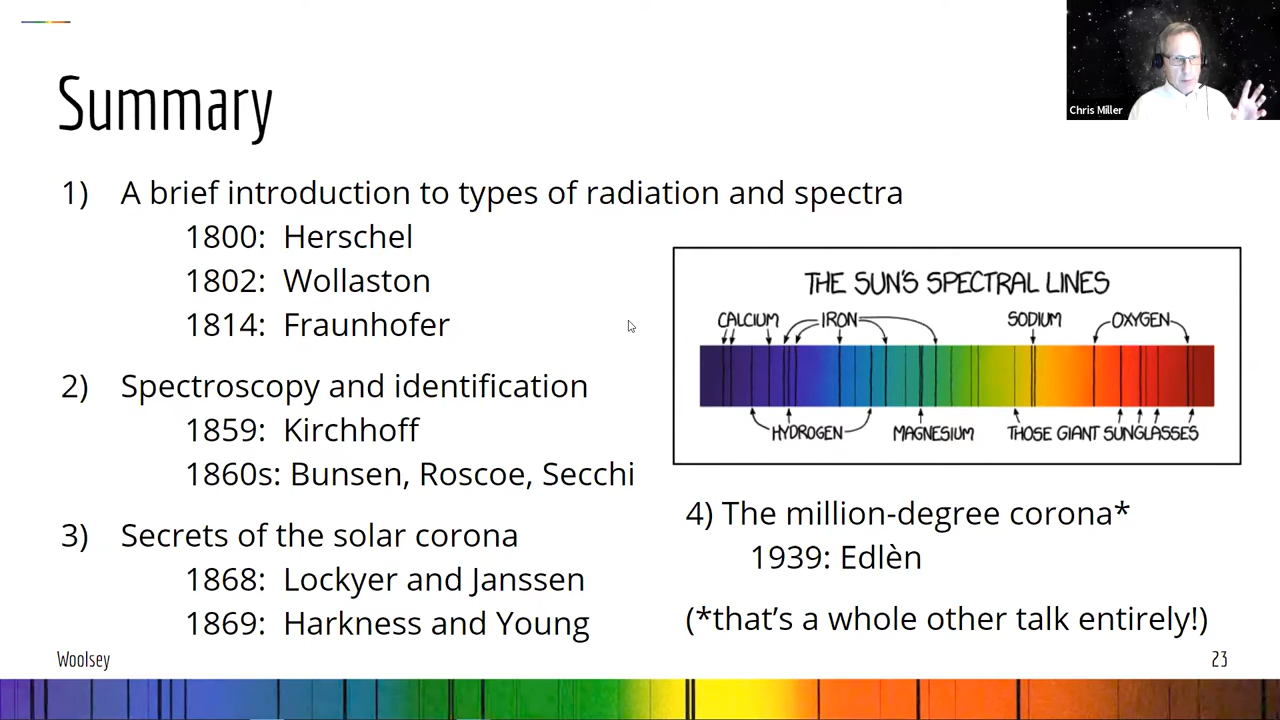 Chris Miller
Summary
1) A brief introduction to types of radiation and spectra
1800: Herschel
1802: Wollaston
1814: Fraunhofer
2) Spectroscopy and identification
1859: Kirchhoff
1860s: Bunsen, Roscoe, Secchi
3) Secrets of the solar corona
1868: Lockyer and Janssen
1869: Harkness and Young
THE SUN'S SPECTRAL LINES
CALCIUM IRON SODIUM OXYGEN
HYDROGEN MAGNESIUM THOSE GIANT SUNGLASSES
4) The million-degree corona*
1939: Edlèn
(*that's a whole other talk entirely!)
Woolsey
23